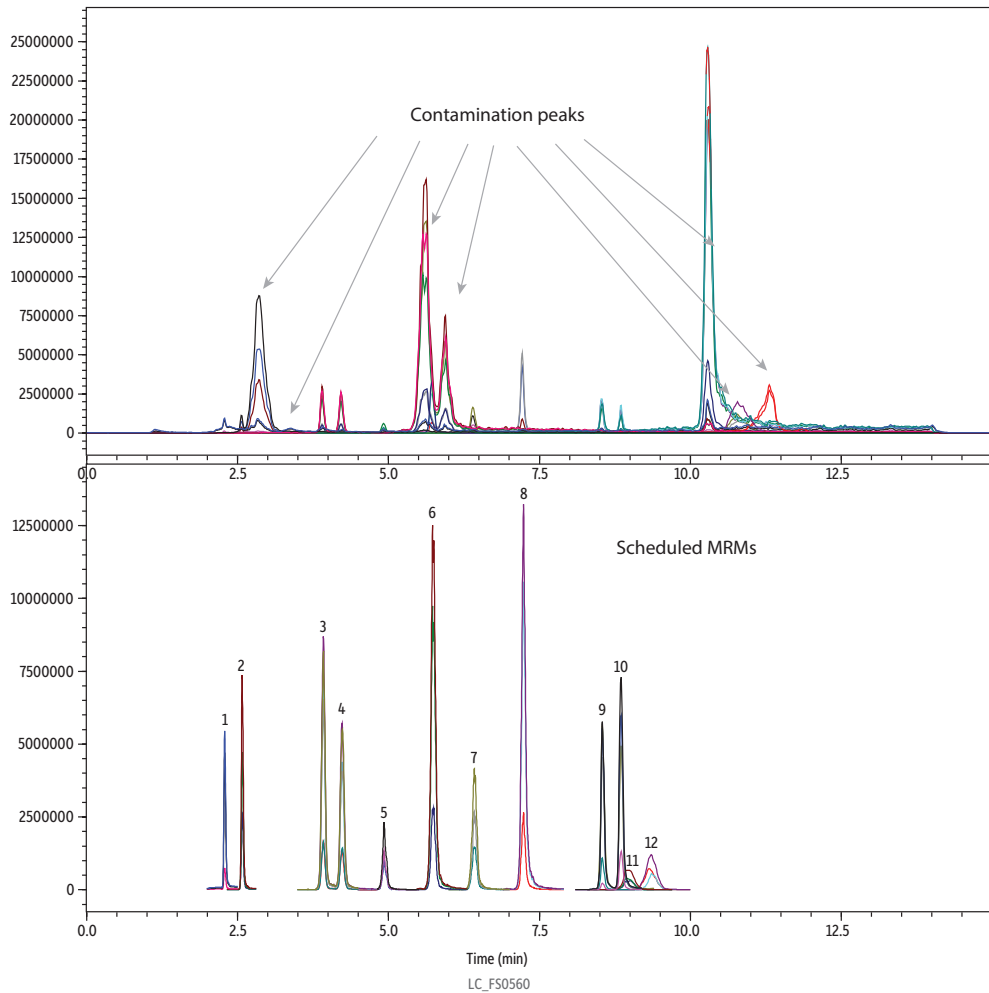 25000000
22500000
20000000
17500000
15000000
12500000
10000000
7500000
5000000
2500000
0
Contamination peaks
0.0 2.5 5.0 7.5 10.0 12.5
12500000
10000000
7500000
5000000
2500000
0
Scheduled MRMs
1 2 3 4 5 6 7 8 9 10 11 12
0.0 2.5 5.0 7.5 10.0 12.5
Time (min)
LC_FS0560